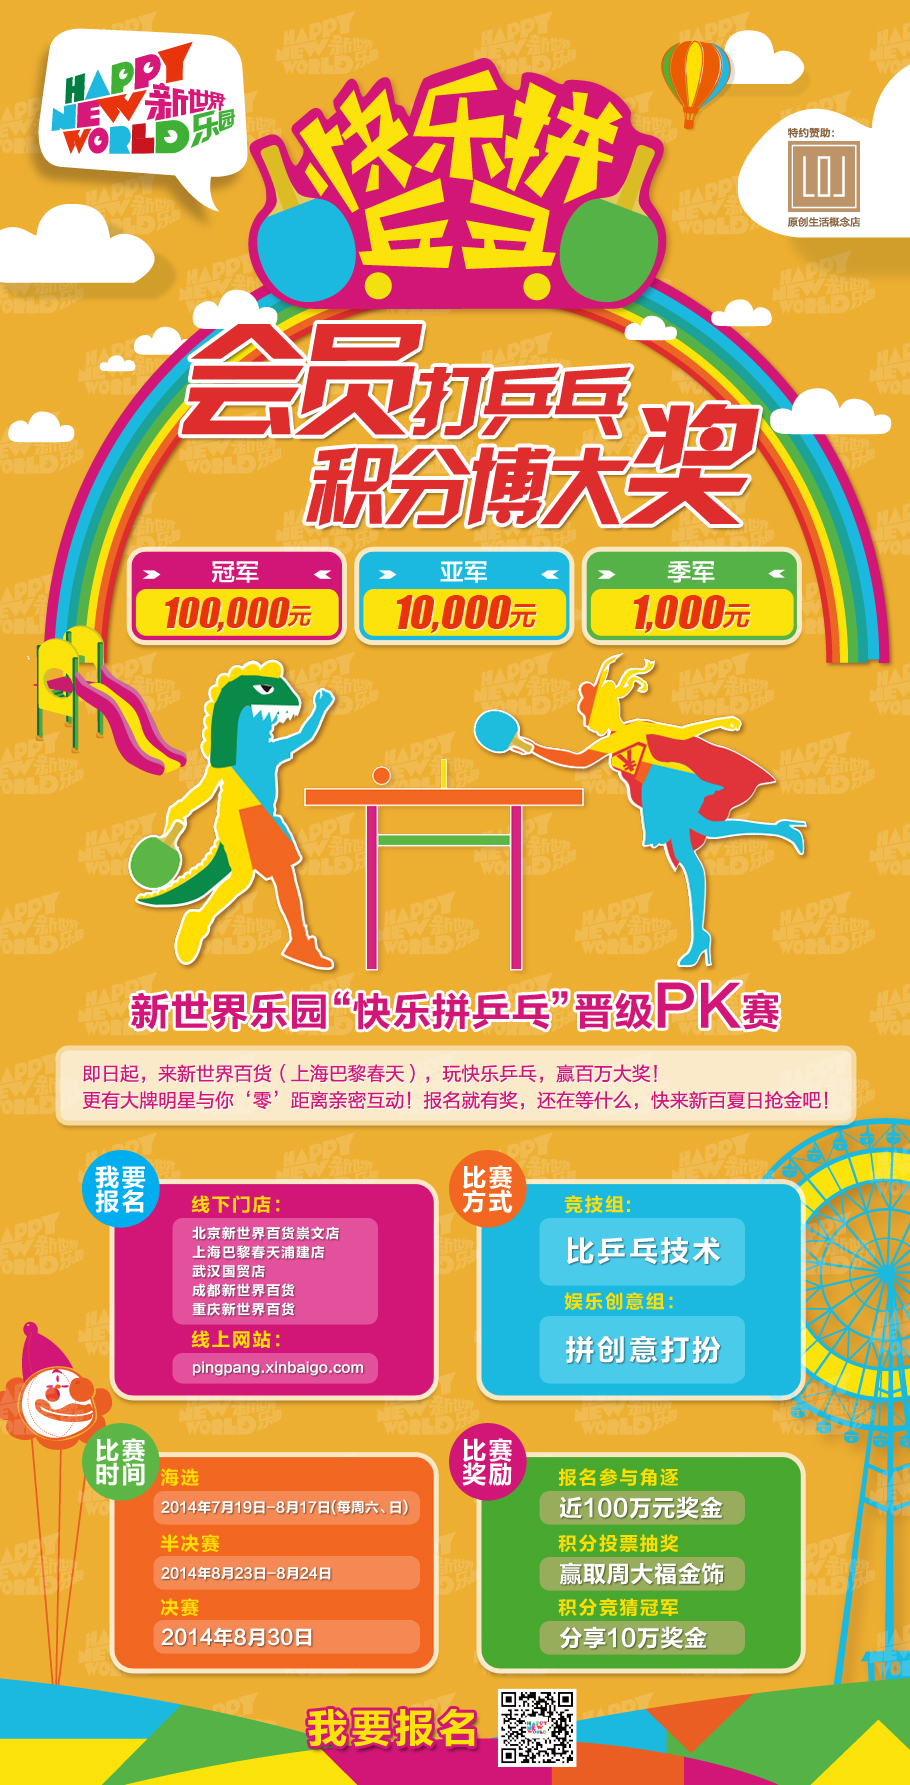 HAPPY
NEW新世界
WORLD乐园
快乐拼
乒乓
特约赞助：
LOL
原创生活概念店
会员打乒乓
积分博大奖
冠军
100,000元
亚军
10,000元
季军
1,000元
新世界乐园“快乐拼乒乓”晋级PK赛
即日起，来新世界百货（上海巴黎春天），玩快乐乒乓，赢百万大奖！
更有大牌明星与你‘零’距离亲密互动！报名就有奖，还在等什么，快来新百夏日抢金吧！
我要
报名
线下门店：
北京新世界百货崇文店
上海巴黎春天浦建店
武汉国贸店
成都新世界百货
重庆新世界百货
线上网站：
pingpang.xinbaigo.com
比赛
方式
竞技组:
比乒乓技术
娱乐创意组：
拼创意打扮
比赛
时间
海选
2014年7月19日-8月17日(每周六、日)
半决赛
2014年8月23日-8月24日
决赛
2014年8月30日
比赛
奖励
报名参与角逐
近100万元奖金
积分投票抽奖
赢取周大福金饰
积分竞猜冠军
分享10万奖金
我要报名